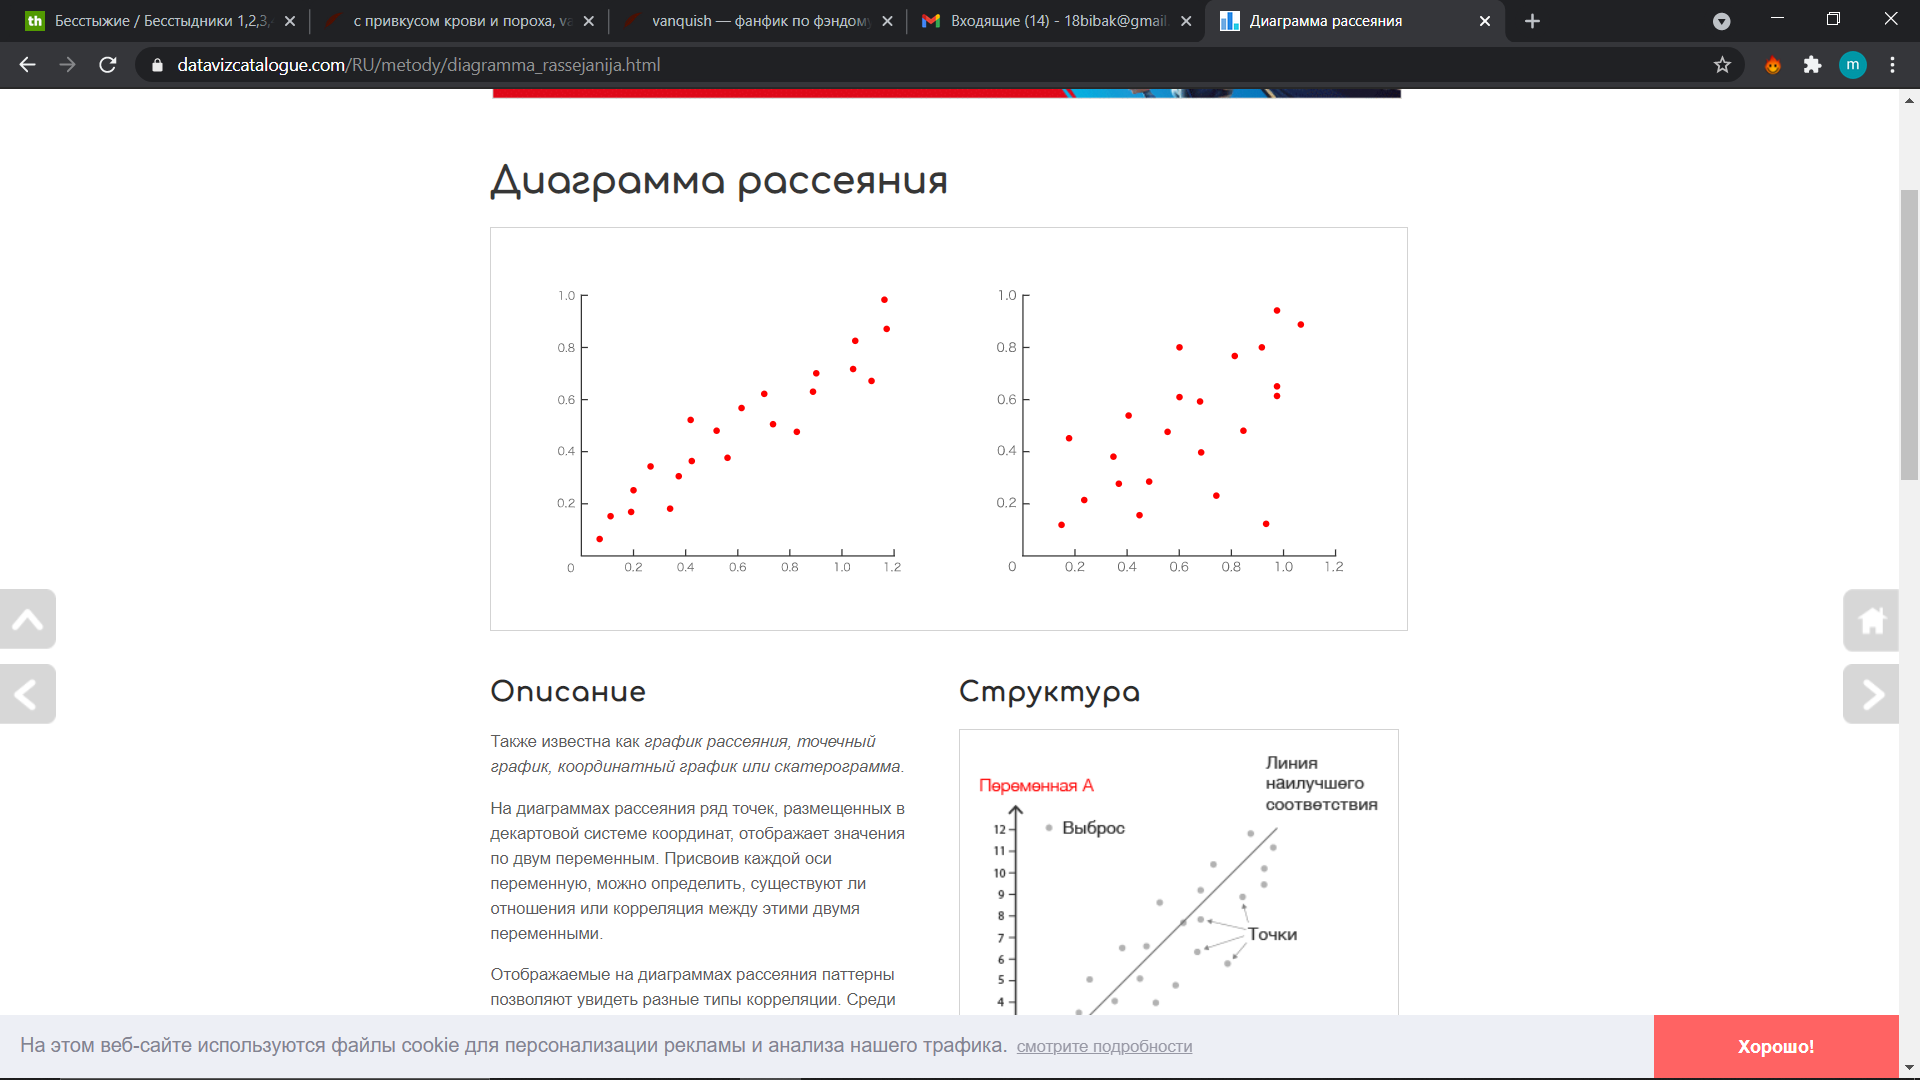 th Бесстыжие / Бесстыдники 1,2,3,
с привкусом крови и пороха, va
vanquish — фанфик по фэндому
Входящие (14) - 18bibak@gmail.
Диаграмма рассеяния
datavizcatalogue.com/RU/metody/diagramma_rassejanija.html
m
Диаграмма рассеяния
1.0
0.8
0.6
0.4
0.2
0 0.2 0.4 0.6 0.8 1.0 1.2
1.0
0.8
0.6
0.4
0.2
0 0.2 0.4 0.6 0.8 1.0 1.2
Описание
Также известна как график рассеяния, точечный
график, координатный график или скатерограмма.
На диаграммах рассеяния ряд точек, размещенных в
декартовой системе координат, отображает значения
по двум переменным. Присвоив каждой оси
переменную, можно определить, существуют ли
отношения или корреляция между этими двумя
переменными.
Отображаемые на диаграммах рассеяния паттерны
позволяют увидеть разные типы корреляции. Среди
Структура
Линия
наилучшего
соответствия
Переменная А
Выброс
12
11
10
9
8
7
6
5
4
Точки
На этом веб-сайте используются файлы cookie для персонализации рекламы и анализа нашего трафика. смотрите подробности
Хорошо!